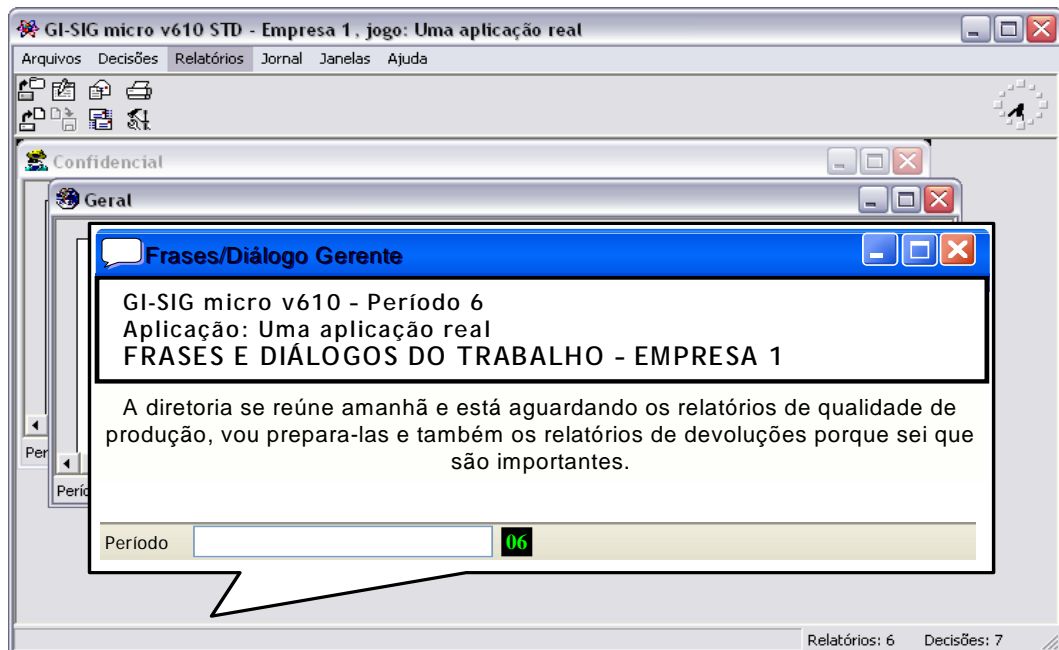 GI-SIG micro v610 STD - Empresa 1, jogo: Uma aplicação real
Arquivos Decisões Relatórios Jornal Janelas Ajuda
Confidencial
Geral
Frases/Diálogo Gerente
GI-SIG micro v610 – Período 6
Aplicação: Uma aplicação real
FRASES E DIÁLOGOS DO TRABALHO – EMPRESA 1
A diretoria se reúne amanhã e está aguardando os relatórios de qualidade de
produção, vou prepara-las e também os relatórios de devoluções porque sei que
são importantes.
Per
Períod
Período 06
Relatórios: 6 Decisões: 7